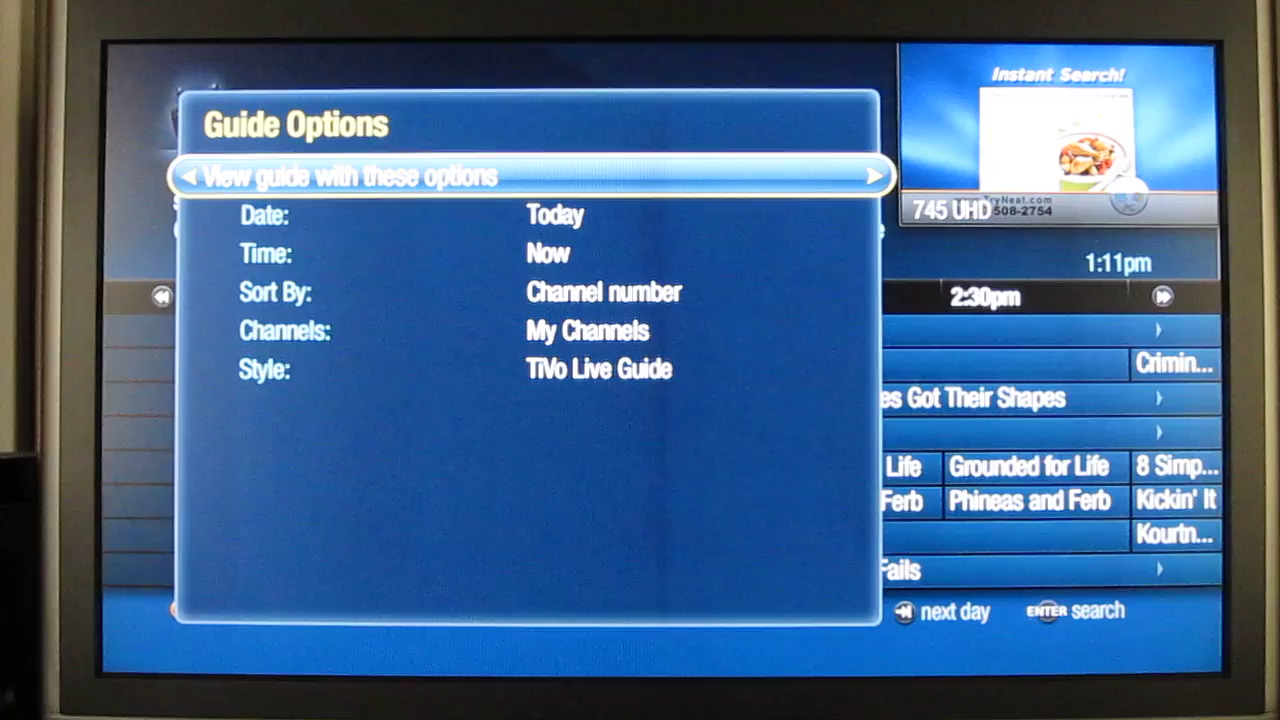 Guide Options
View guide with these options
Date: Today
Time: Now
Sort By: Channel number
Channels: My Channels
Style: TiVo Live Guide
Instant Search!
TryNeat.com
508-2754
745 UHD
1:11pm
2:30pm
Crimin...
es Got Their Shapes
Life Grounded for Life 8 Simp...
Ferb Phineas and Ferb Kickin' It
Kourtn...
Fails
next day ENTER search